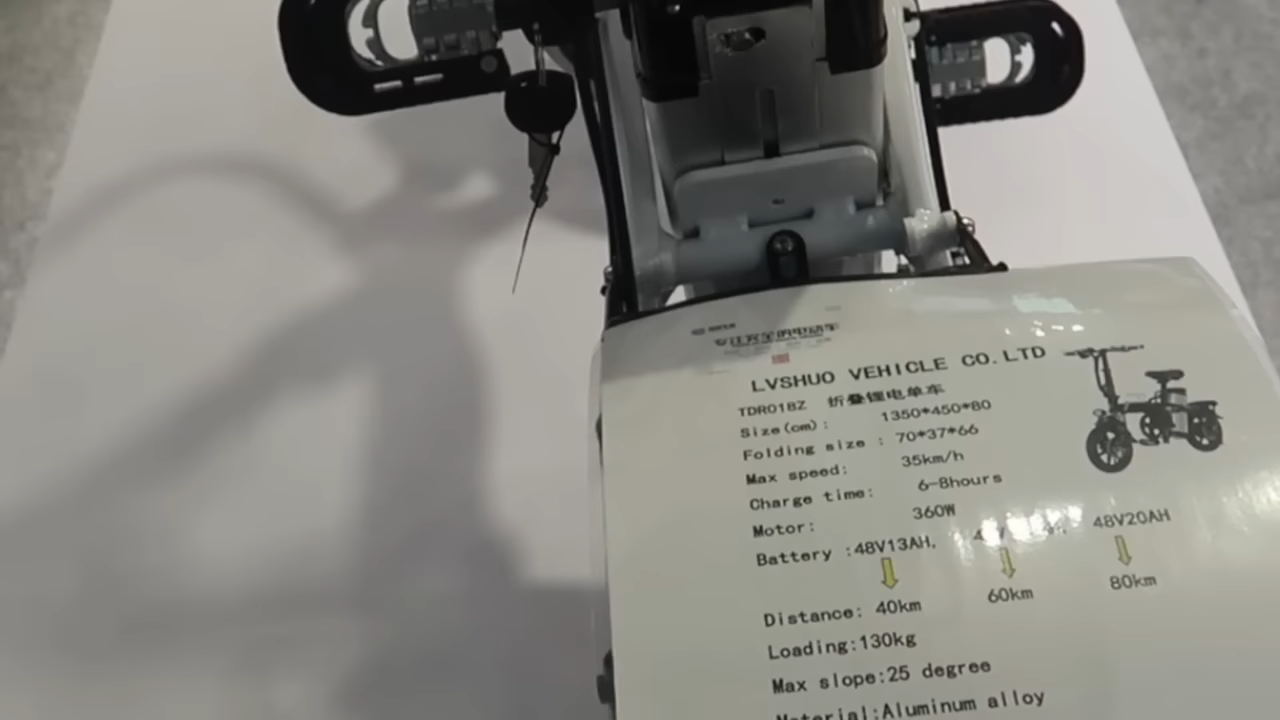 LVSHUO VEHICLE CO.LTD
TDR018Z 折叠锂电单车
Size(cm): 1350*450*80
Folding size : 70*37*66
Max speed: 35km/h
Charge time: 6-8hours
Motor: 360W
Battery :48V13AH, 48V20AH
Distance: 40km 60km 80km
Loading:130kg
Max slope:25 degree
Material:Aluminum alloy